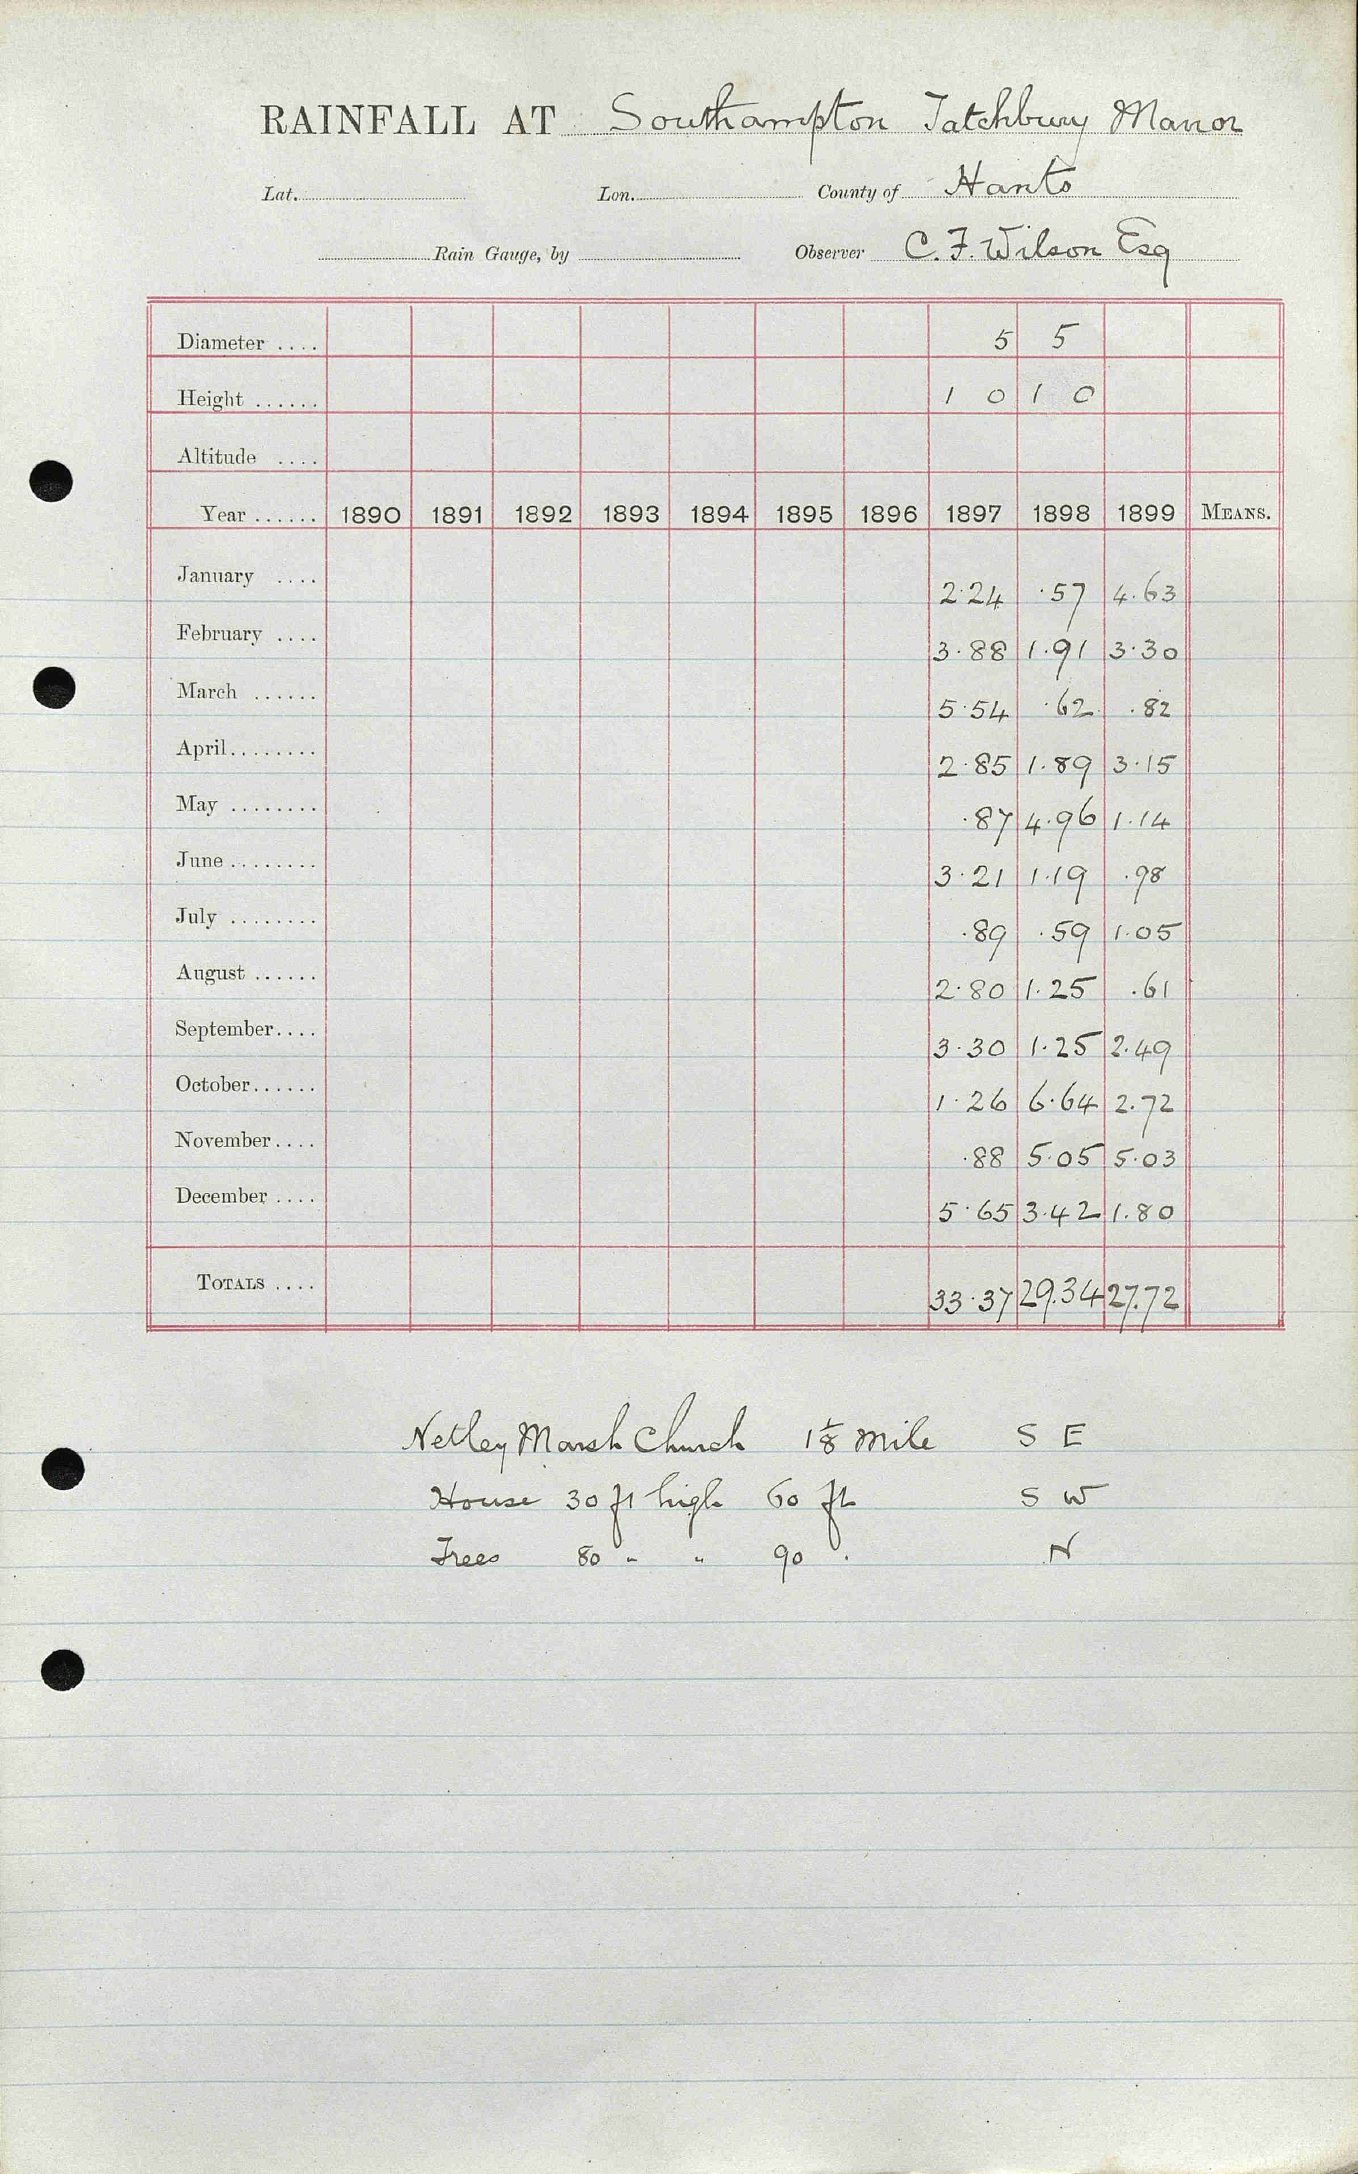 RAINFALL AT Southampton Tatchbury Manor
Lat. Lon. County of Hants
Rain Gauge, by Observer C. F. Wilson Esq
Diameter .... 5 5
Height ...... 1 0 1 0
Altitude ....
Year ...... 1890 1891 1892 1893 1894 1895 1896 1897 1898 1899 MEANS.
January .... 2.24 .57 4.63
February .... 3.88 1.91 3.30
March ...... 5.54 .62 .82
April........ 2.85 1.89 3.15
May ........ .87 4.96 1.14
June ........ 3.21 1.19 .98
July ........ .89 .59 1.05
August ...... 2.80 1.25 .61
September.... 3.30 1.25 2.49
October...... 1.26 6.64 2.72
November.... .88 5.05 5.03
December .... 5.65 3.42 1.80
TOTALS .... 33.37 29.34 27.72
Netley Marsh Church 1⅛ mile S E
House 30 ft high 60 ft S W
Trees 80 " " 90 . N